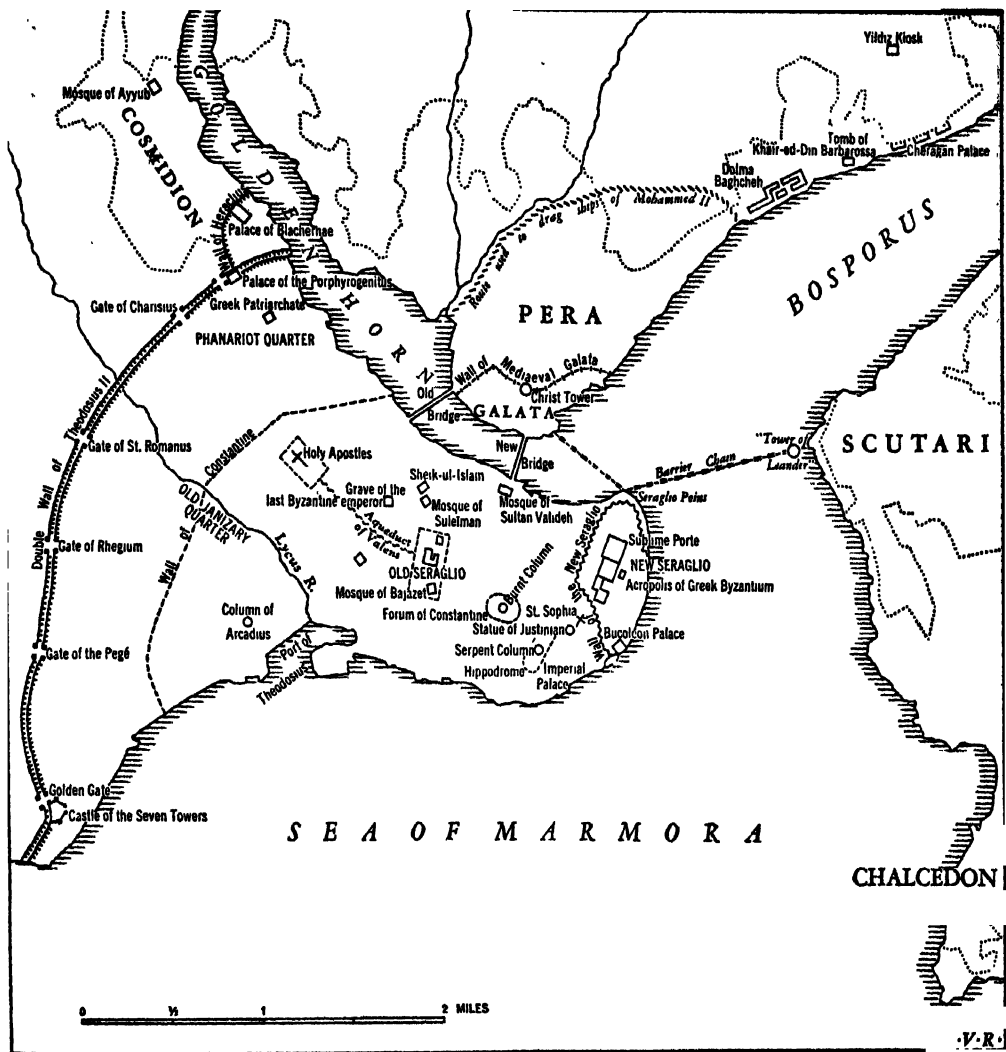 Yildiz Kiosk
Mosque of Ayyub
COSMIDION
GOLDEN HORN
Tomb of
Khair-ed-Din Barbarossa
Cheragan Palace
Dolma
Baghcheh
Wall of Heraclius
Palace of Blachernae
Route used to drag ships of Mohammed II
BOSPORUS
Palace of the Porphyrogenitus
Gate of Charisius
Greek Patriarchate
PHANARIOT QUARTER
PERA
Wall of Mediaeval Galata
Christ Tower
GALATA
Old
Bridge
New
Bridge
Double Wall of Theodosius II
Gate of St. Romanus
Wall of Constantine
Holy Apostles
Sheik-ul-Islam
Grave of the
last Byzantine emperor
Mosque of
Suleiman
Mosque of
Sultan Valideh
Barrier Chain
"Tower of
Leander"
SCUTARI
Seraglio Point
OLD JANIZARY
QUARTER
Aqueduct
of Valens
Gate of Rhegium
Lycus R.
OLD SERAGLIO
Mosque of Bajazet
Burnt Column
Forum of Constantine
Wall of the New Seraglio
Sublime Porte
NEW SERAGLIO
Acropolis of Greek Byzantium
Column of
Arcadius
St. Sophia
Statue of Justinian
Serpent Column
Hippodrome
Imperial
Palace
Bucoleon Palace
Port of
Theodosius
Gate of the Pegé
Golden Gate
Castle of the Seven Towers
SEA OF MARMORA
CHALCEDON
0 ½ 1 2 MILES
·V·R·